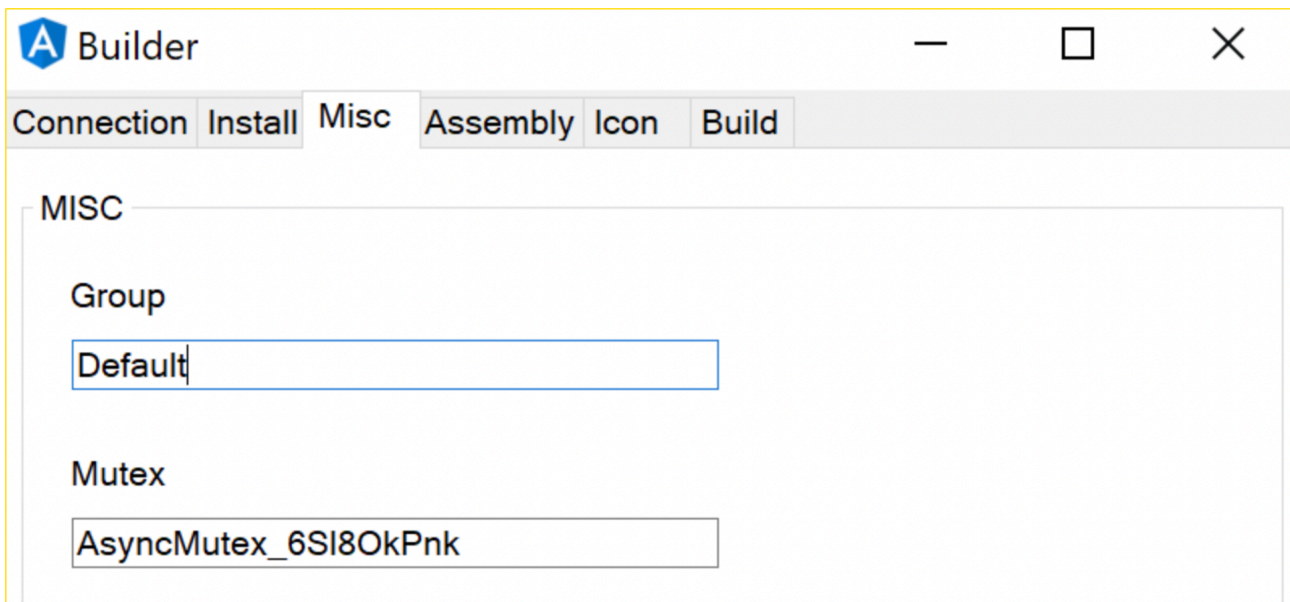 Builder
Connection Install Misc Assembly Icon Build
MISC
Group
Default
Mutex
AsyncMutex_6SI8OkPnk